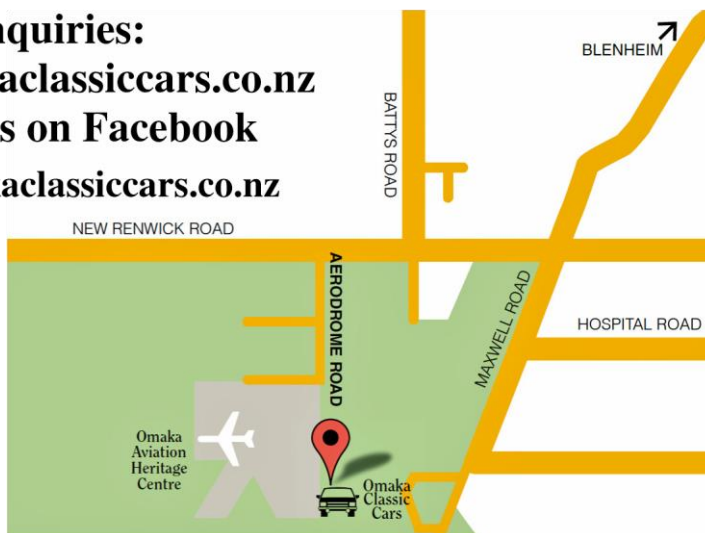 nquiries:
aclassiccars.co.nz
s on Facebook
aclassiccars.co.nz
BLENHEIM
BATTYS ROAD
NEW RENWICK ROAD
AERODROME ROAD
MAXWELL ROAD
HOSPITAL ROAD
Omaka
Aviation
Heritage
Centre
Omaka
Classic
Cars